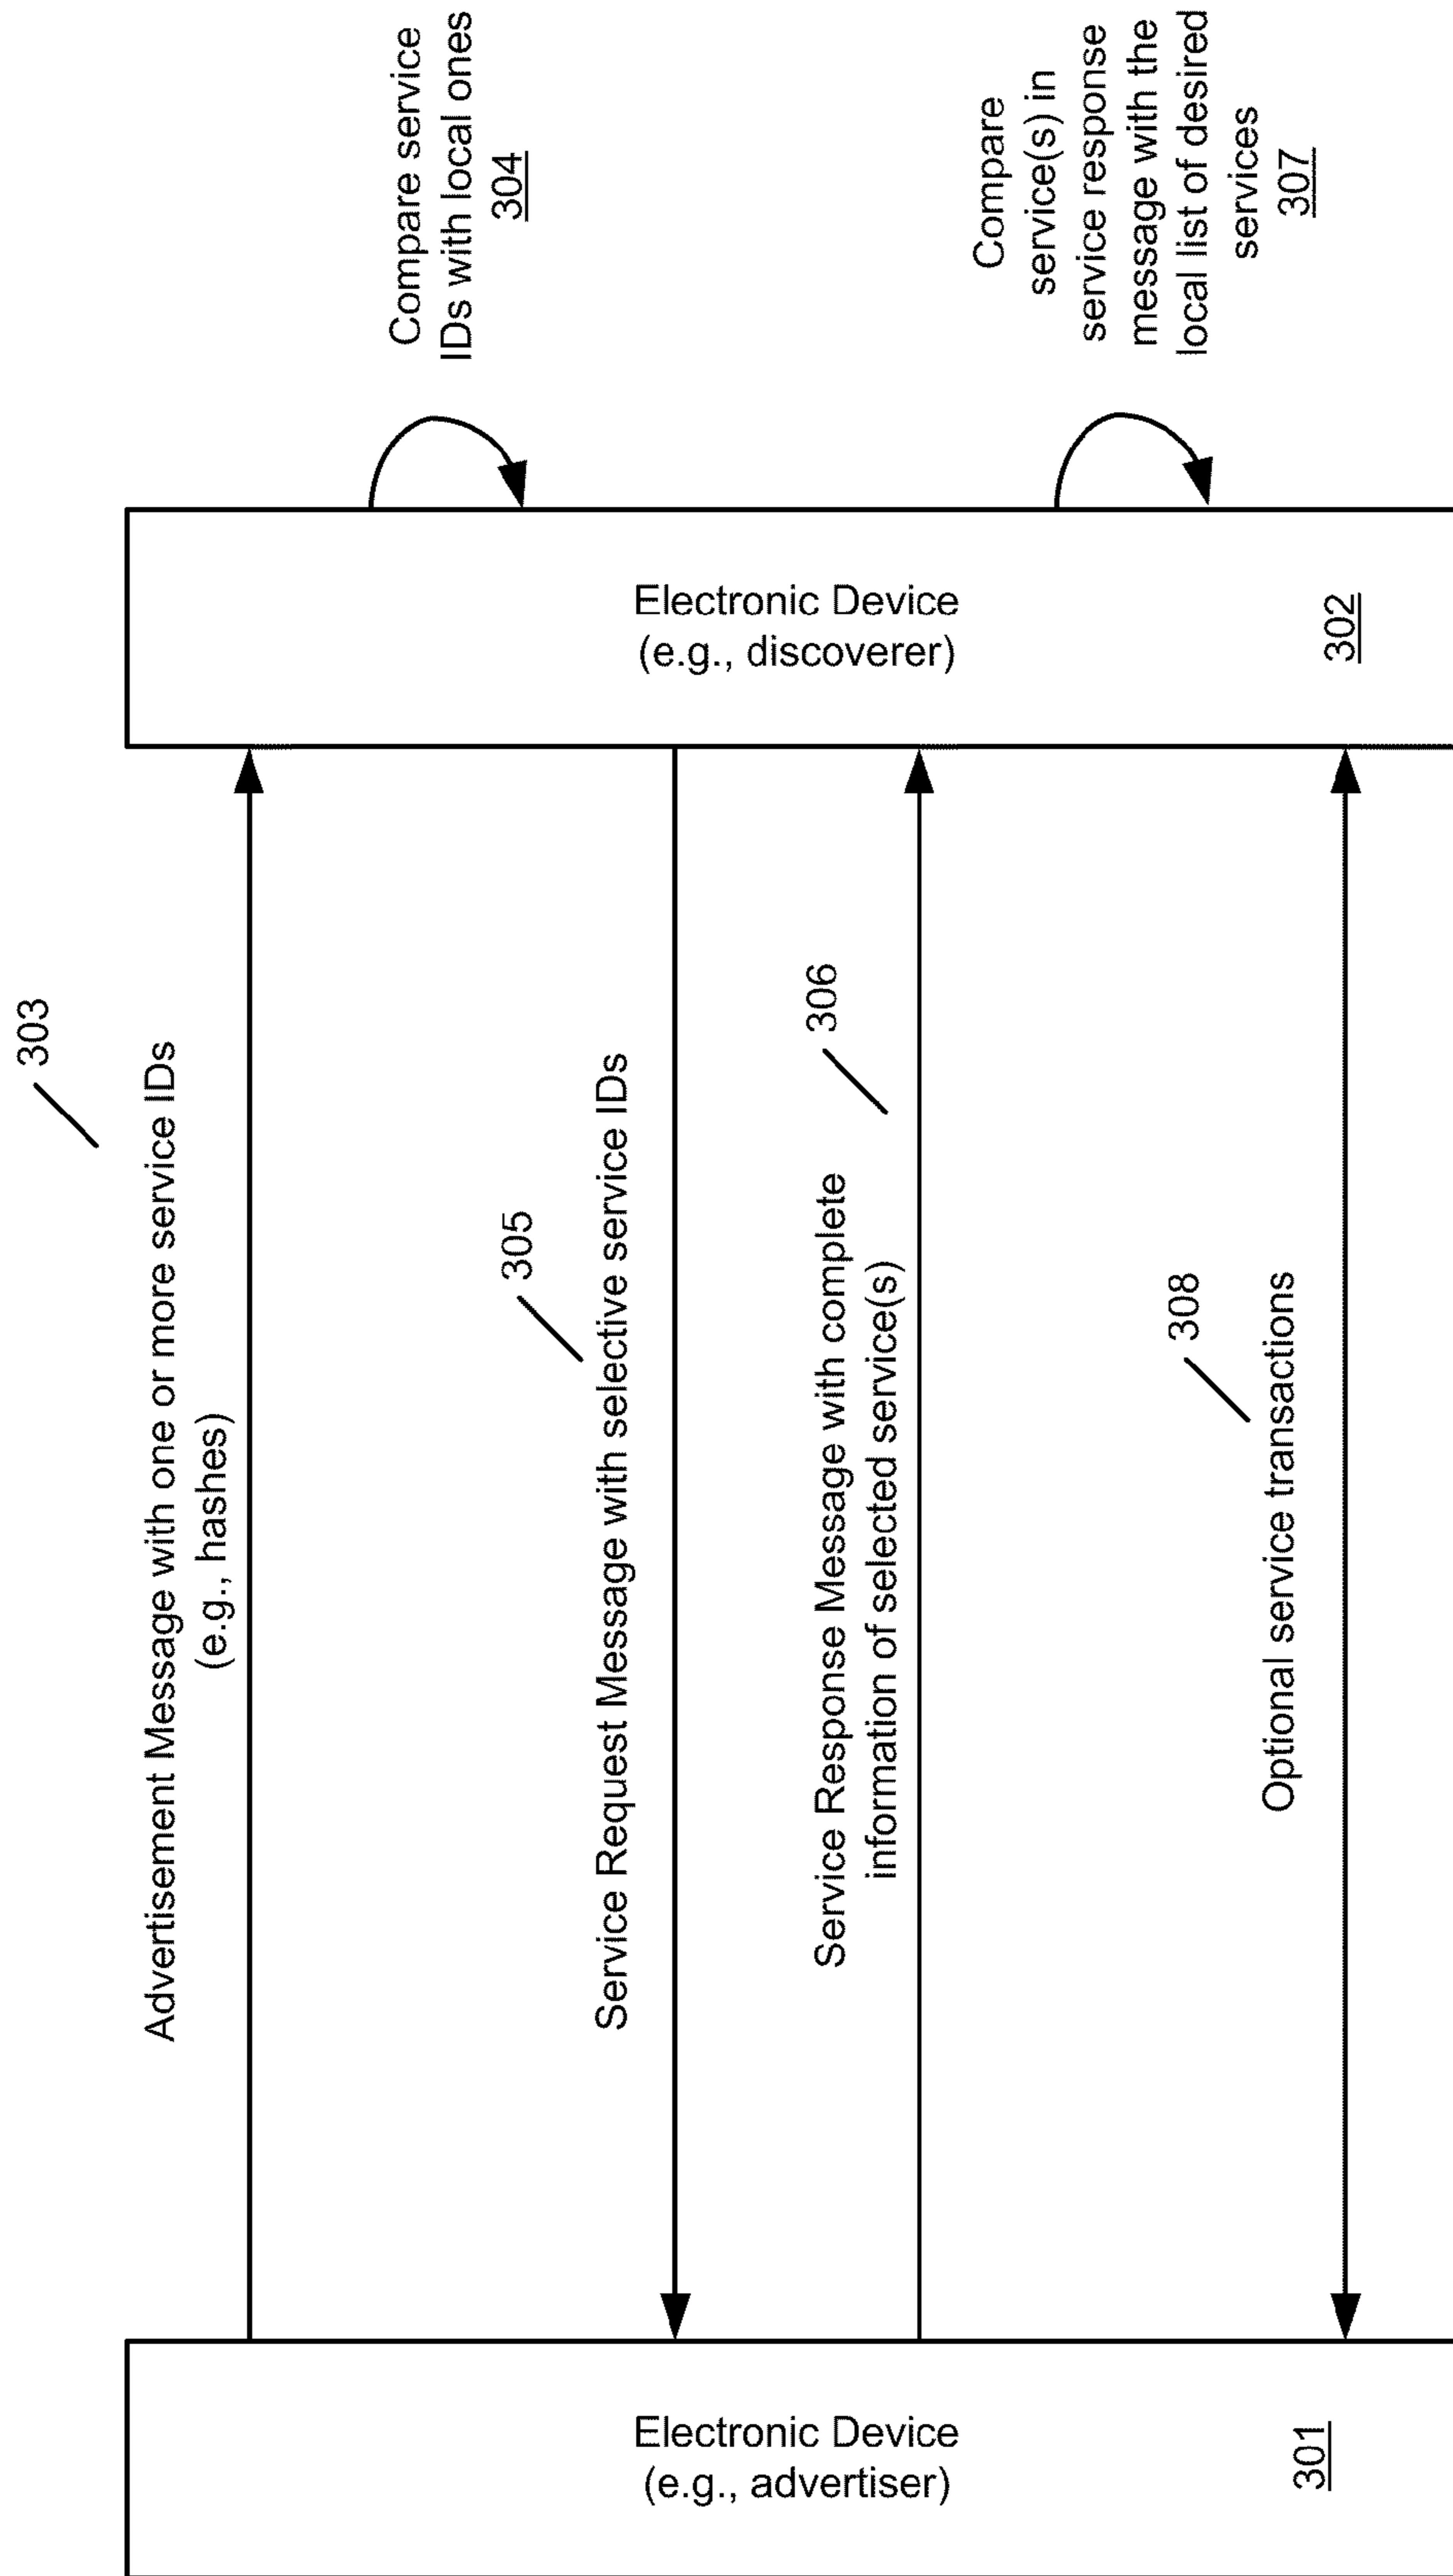 303
Advertisement Message with one or more service IDs
(e.g., hashes)
Compare service
IDs with local ones
304
305
Service Request Message with selective service IDs
306
Service Response Message with complete
information of selected service(s)
Compare
service(s) in
service response
message with the
local list of desired
services
307
308
Optional service transactions
Electronic Device
(e.g., advertiser)
301
Electronic Device
(e.g., discoverer)
302